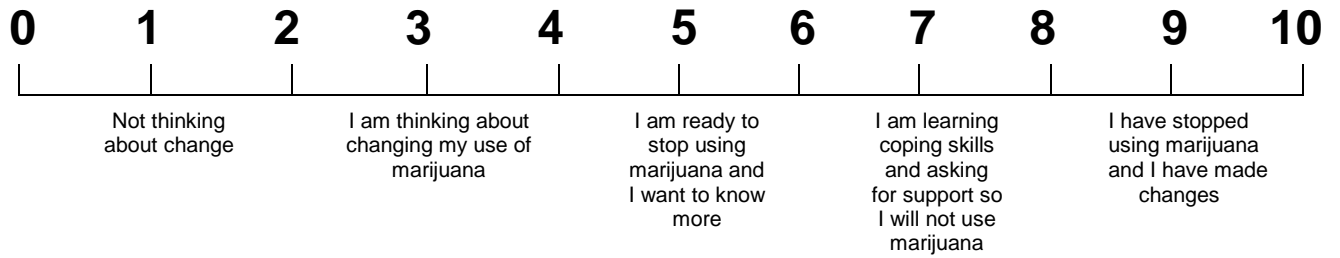 0 1 2 3 4 5 6 7 8 9 10
Not thinking
about change
I am thinking about
changing my use of
marijuana
I am ready to
stop using
marijuana and
I want to know
more
I am learning
coping skills
and asking
for support so
I will not use
marijuana
I have stopped
using marijuana
and I have made
changes